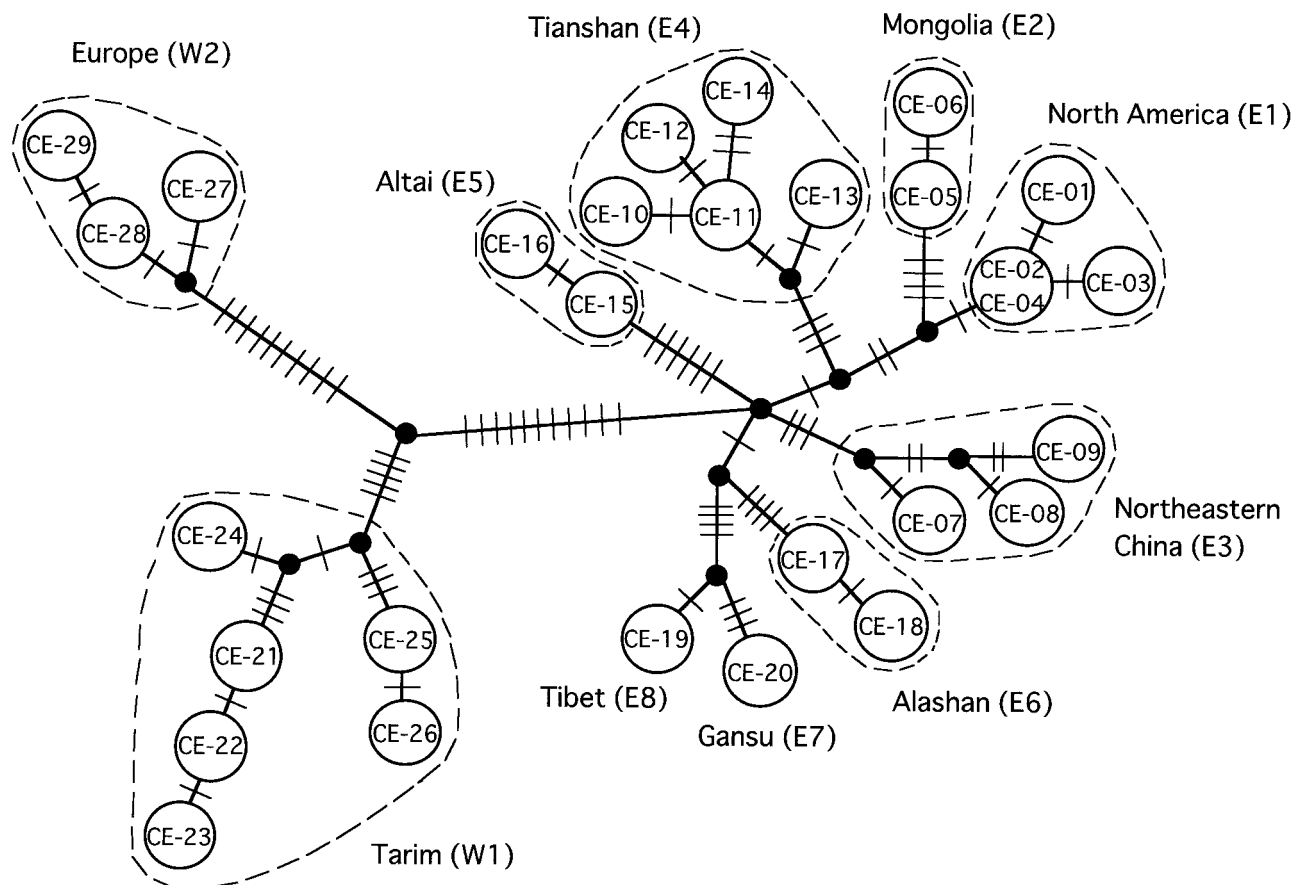 Tianshan (E4)
Mongolia (E2)
Europe (W2)
North America (E1)
Altai (E5)
CE-14
CE-06
CE-12
CE-29
CE-27
CE-01
CE-13
CE-05
CE-10
CE-11
CE-28
CE-16
CE-02
CE-04
CE-03
CE-15
CE-09
CE-07
CE-08
Northeastern
China (E3)
CE-24
CE-17
CE-18
CE-19
CE-20
CE-25
CE-21
Tibet (E8)
Alashan (E6)
Gansu (E7)
CE-26
CE-22
CE-23
Tarim (W1)